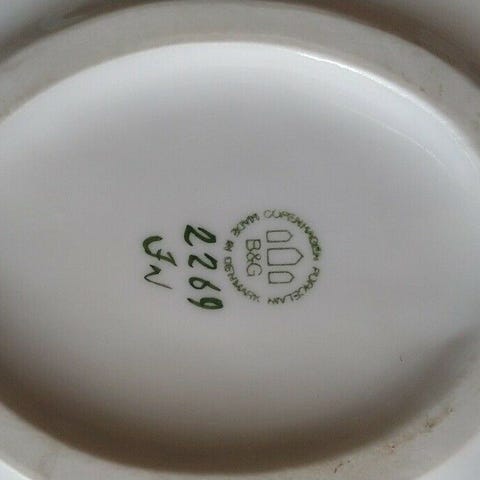 COPENHAGEN PORCELAIN
MADE IN DENMARK
B&G
2269
JN